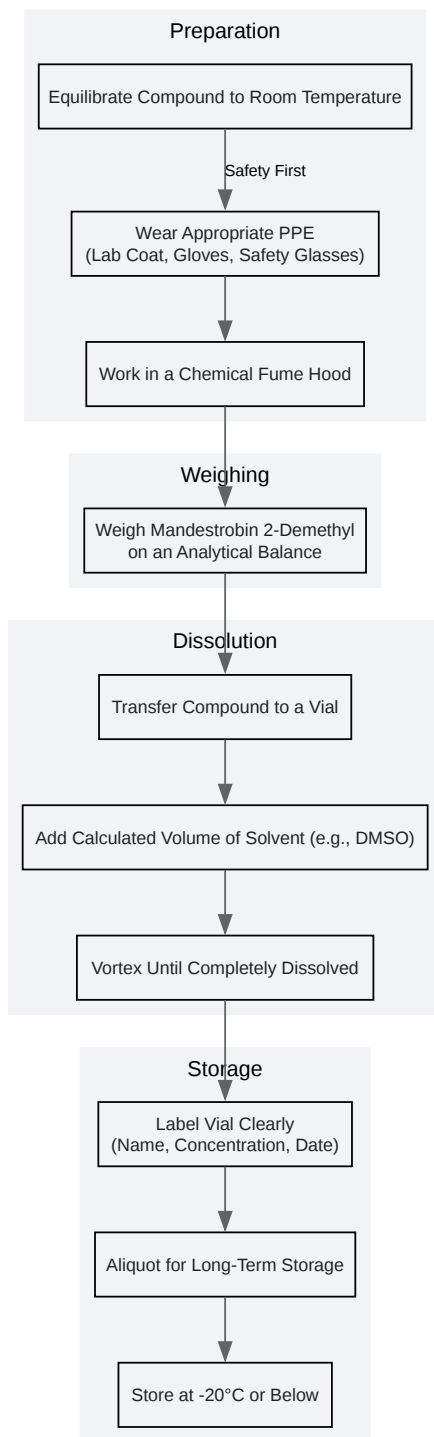 Preparation
Equilibrate Compound to Room Temperature
Safety First
Wear Appropriate PPE
(Lab Coat, Gloves, Safety Glasses)
Work in a Chemical Fume Hood
Weighing
Weigh Mandestrobin 2-Demethyl
on an Analytical Balance
Dissolution
Transfer Compound to a Vial
Add Calculated Volume of Solvent (e.g., DMSO)
Vortex Until Completely Dissolved
Storage
Label Vial Clearly
(Name, Concentration, Date)
Aliquot for Long-Term Storage
Store at -20°C or Below